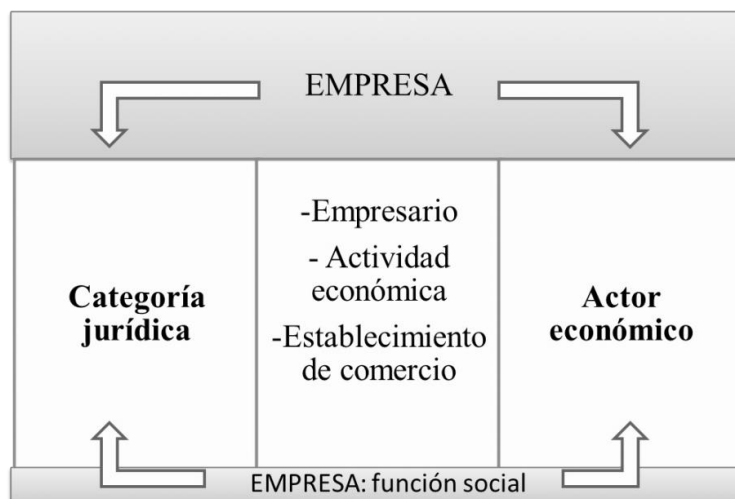 EMPRESA
Categoría
jurídica
-Empresario
- Actividad
económica
-Establecimiento
de comercio
Actor
económico
EMPRESA: función social